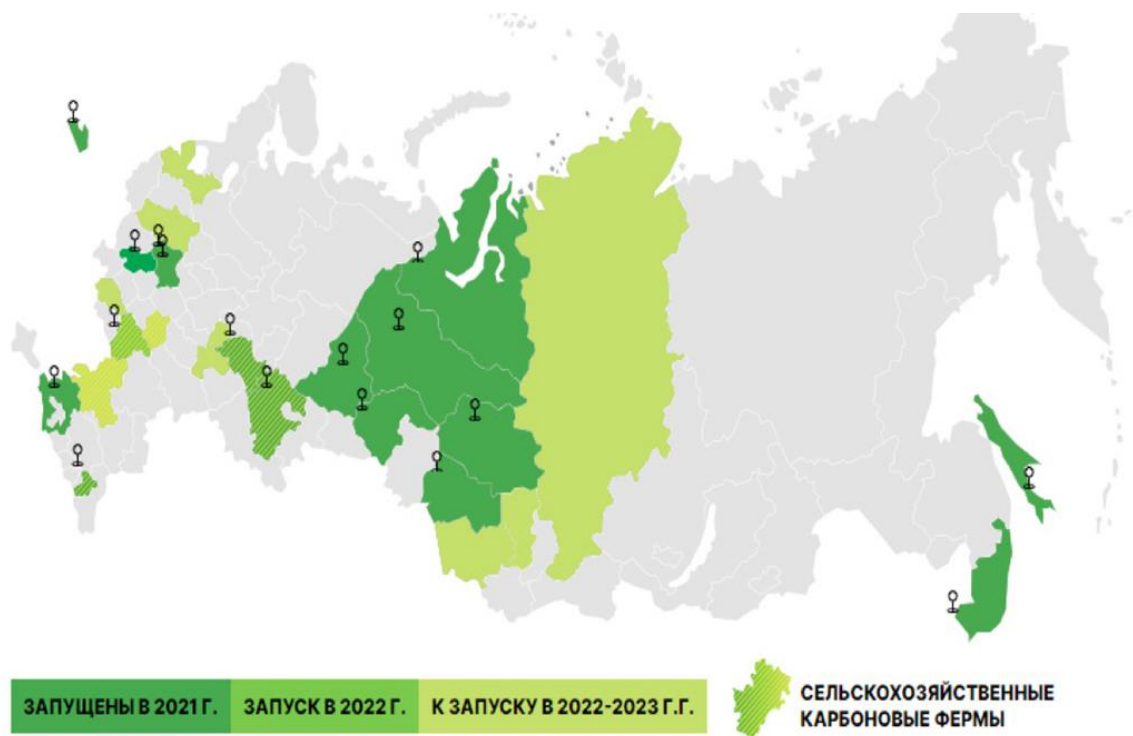 ЗАПУЩЕНЫ В 2021 Г.
ЗАПУСК В 2022 Г.
К ЗАПУСКУ В 2022-2023 Г.Г.
СЕЛЬСКОХОЗЯЙСТВЕННЫЕ
КАРБОНОВЫЕ ФЕРМЫ